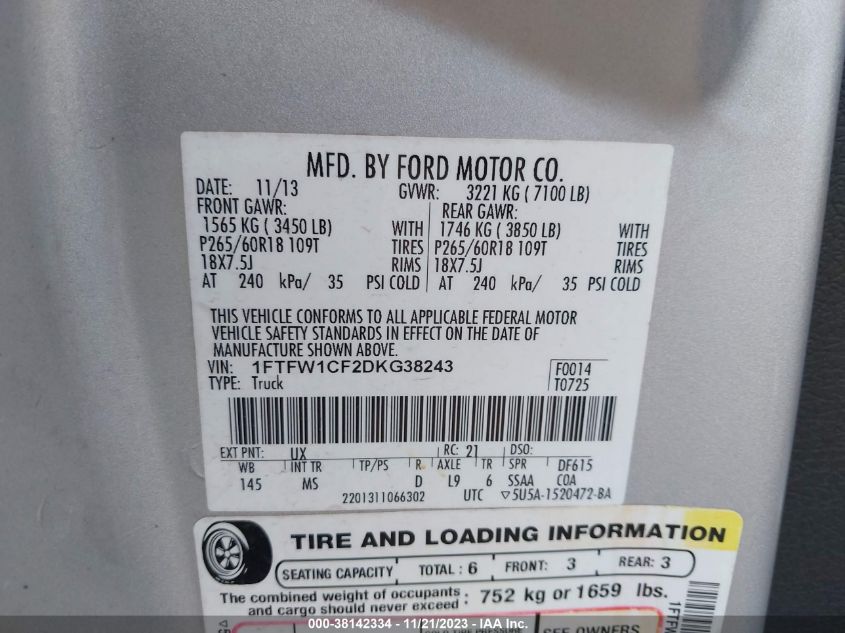 MFD. BY FORD MOTOR CO.
DATE: 11/13 GVWR: 3221 KG ( 7100 LB)
FRONT GAWR: REAR GAWR:
1565 KG ( 3450 LB) WITH 1746 KG ( 3850 LB) WITH
P265/60R18 109T TIRES P265/60R18 109T TIRES
18X7.5J RIMS 18X7.5J RIMS
AT 240 kPa/ 35 PSI COLD AT 240 kPa/ 35 PSI COLD
THIS VEHICLE CONFORMS TO ALL APPLICABLE FEDERAL MOTOR
VEHICLE SAFETY STANDARDS IN EFFECT ON THE DATE OF
MANUFACTURE SHOWN ABOVE.
VIN: 1FTFW1CF2DKG38243 F0014
TYPE: Truck T0725
EXT PNT: UX RC: 21 DSO:
WB INT TR TP/PS R AXLE TR SPR DF615
145 MS D L9 6 SSAA COA
2201311066302 UTC ▽5U5A-1520472-BA
TIRE AND LOADING INFORMATION
SEATING CAPACITY TOTAL : 6 FRONT: 3 REAR: 3
The combined weight of occupants
and cargo should never exceed : 752 kg or 1659 lbs.
SEE OWNERS
000-38142334 — 11/21/2023 — IAA Inc.